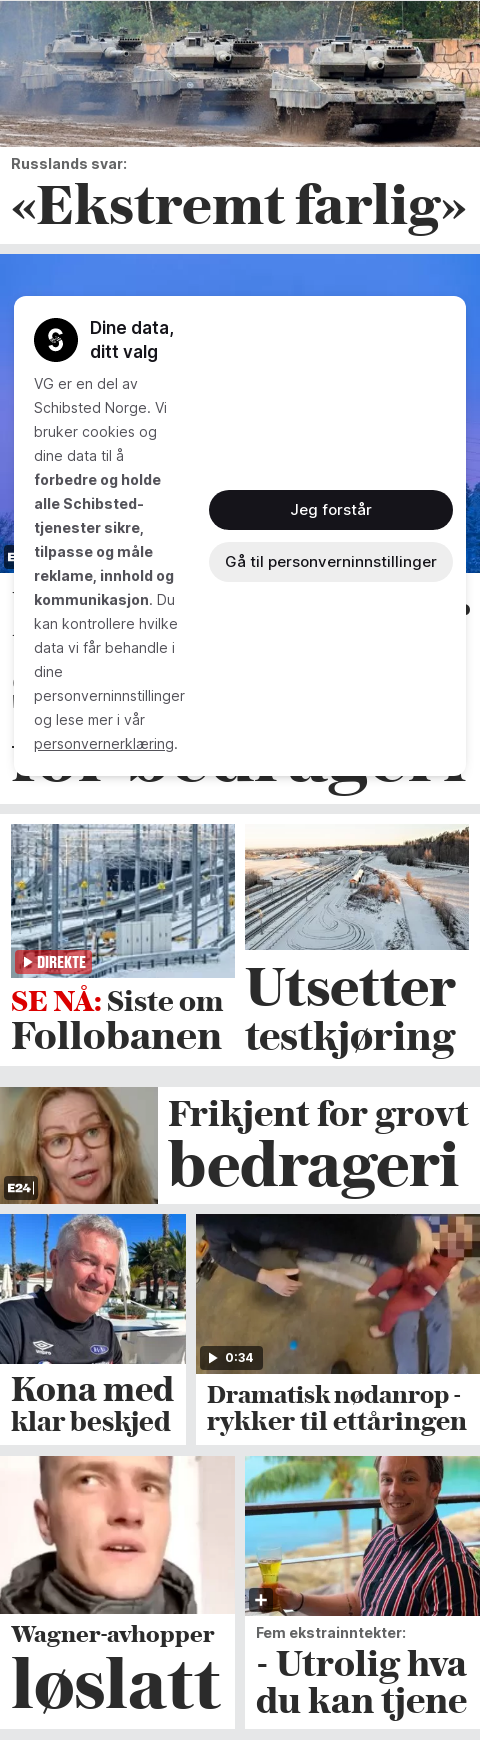 Russlands svar:
«Ekstremt farlig»
Dine data,
ditt valg
VG er en del av
Schibsted Norge. Vi
bruker cookies og
dine data til å
forbedre og holde
alle Schibsted-
tjenester sikre,
tilpasse og måle
reklame, innhold og
kommunikasjon. Du
kan kontrollere hvilke
data vi får behandle i
dine
personverninnstillinger
og lese mer i vår
personvernerklæring.
Jeg forstår
Gå til personverninnstillinger
for bedrageri
DIREKTE
SE NÅ: Siste om
Follobanen
Utsetter
testkjøring
E24
Frikjent for grovt
bedrageri
Kona med
klar beskjed
0:34
Dramatisk nødanrop -
rykker til ettåringen
Wagner-avhopper
løslatt
Fem ekstrainntekter:
- Utrolig hva
du kan tjene